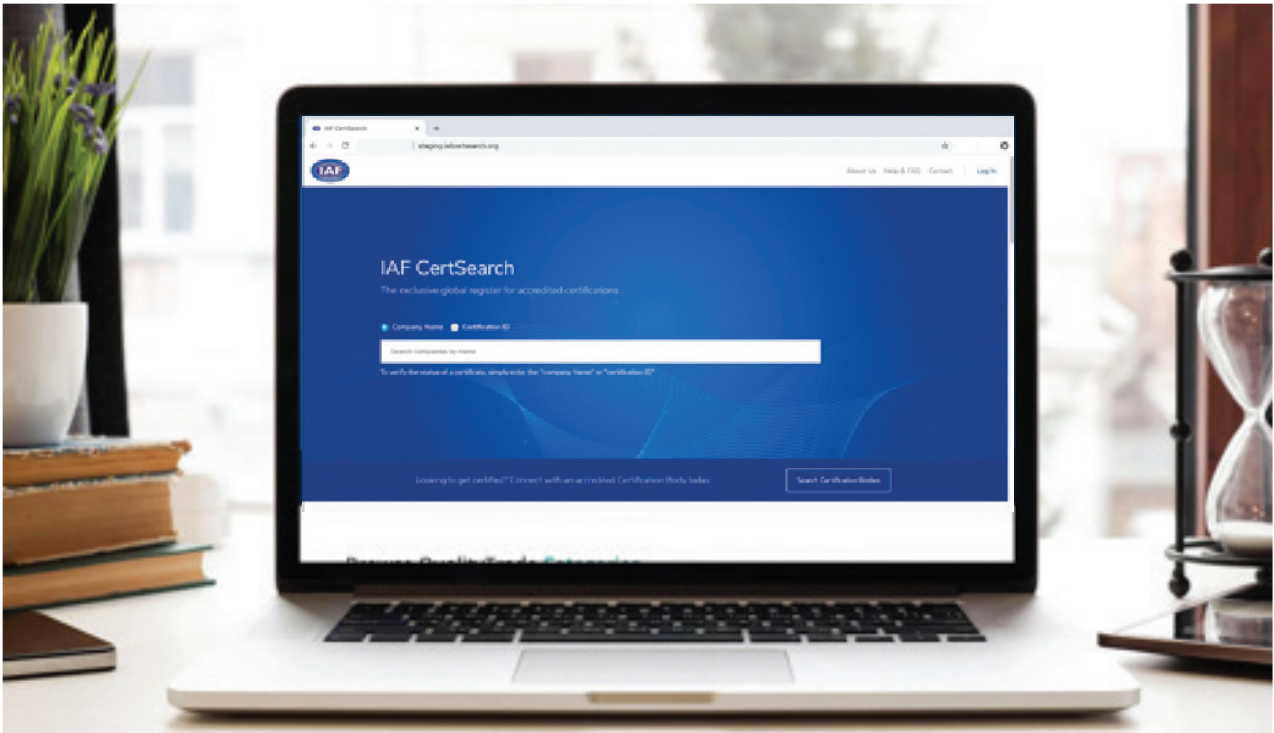 IAF CertSearch
staging.iafcertsearch.org
IAF
About Us Help & FAQ Contact Log In
IAF CertSearch
The exclusive global register for accredited certifications.
Company Name Certification ID
Search companies by name
To verify the status of a certificate, simply enter the "company Name" or "certification ID"
Looking to get certified? Connect with an accredited Certification Body today.
Search Certification Bodies
Browse QualityTrade Categories